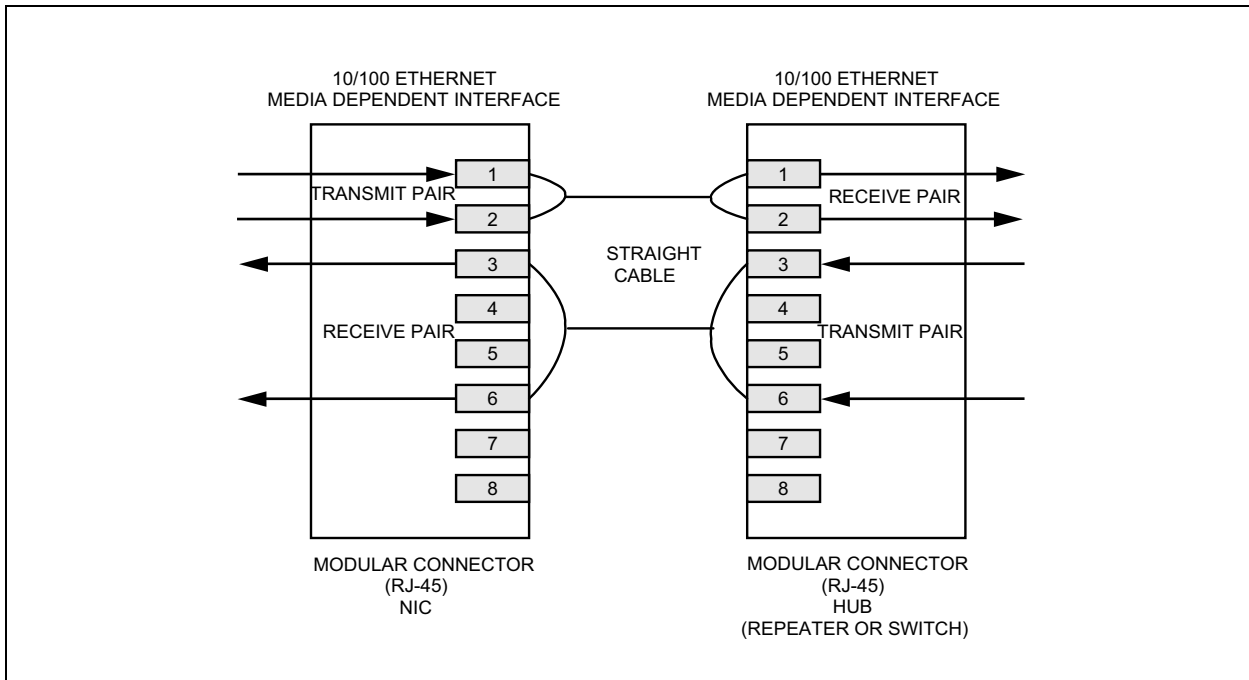 10/100 ETHERNET
MEDIA DEPENDENT INTERFACE
10/100 ETHERNET
MEDIA DEPENDENT INTERFACE
1
TRANSMIT PAIR
2
3
4
RECEIVE PAIR
5
6
7
8
STRAIGHT
CABLE
1
RECEIVE PAIR
2
3
4
TRANSMIT PAIR
5
6
7
8
MODULAR CONNECTOR
(RJ-45)
NIC
MODULAR CONNECTOR
(RJ-45)
HUB
(REPEATER OR SWITCH)